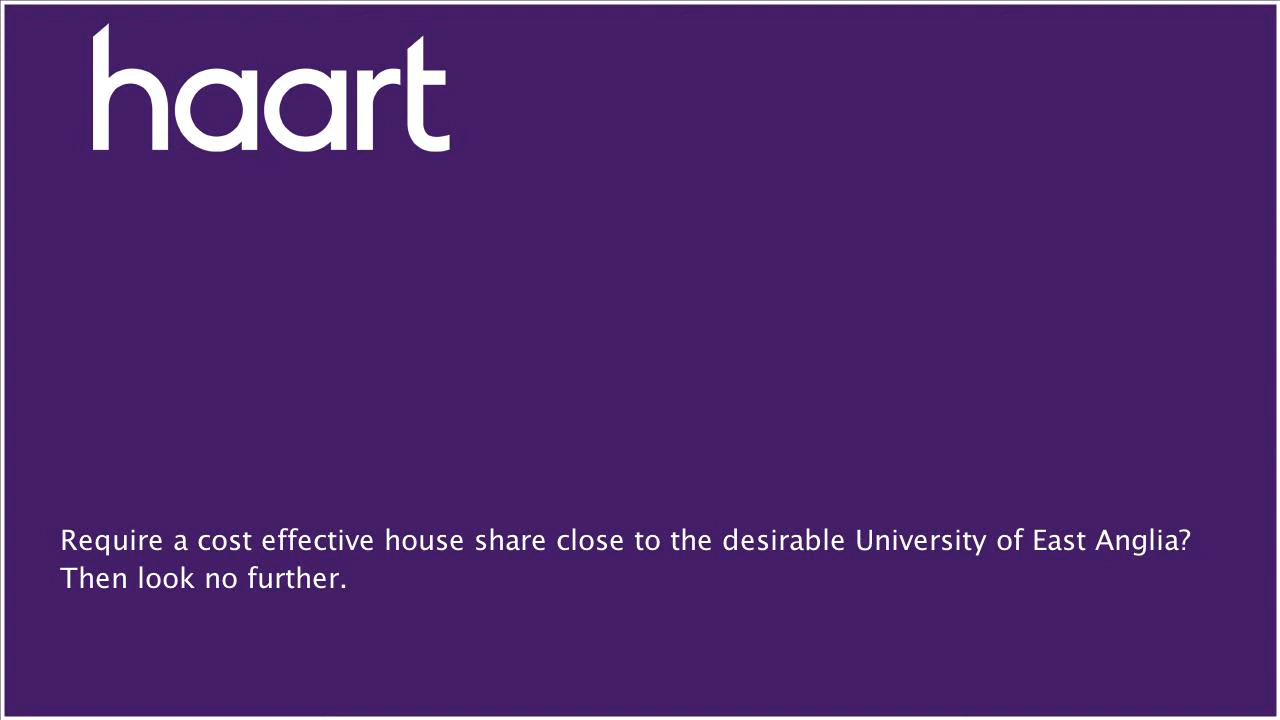 haart
Require a cost effective house share close to the desirable University of East Anglia?
Then look no further.